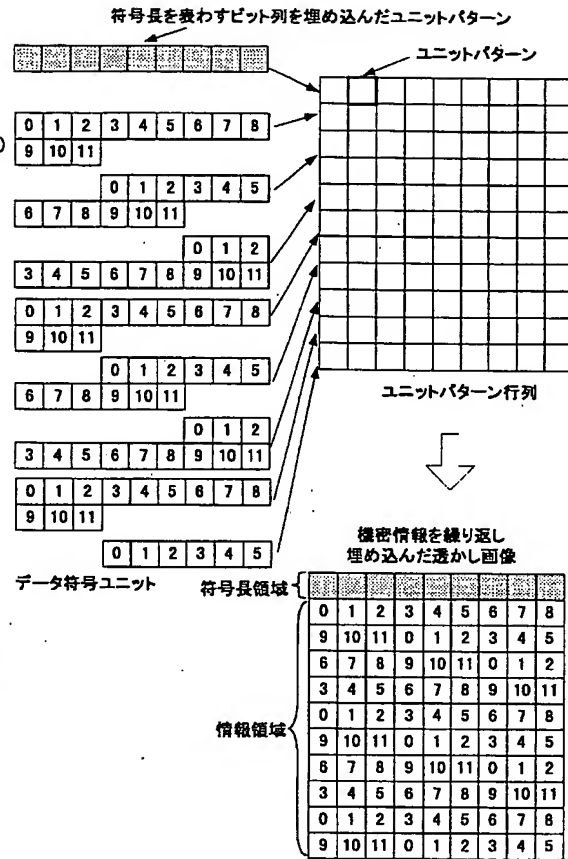 符号長を表わすビット列を埋め込んだユニットパターン
ユニットパターン
0 1 2 3 4 5 6 7 8
9 10 11
0 1 2 3 4 5
6 7 8 9 10 11
0 1 2
3 4 5 6 7 8 9 10 11
0 1 2 3 4 5 6 7 8
9 10 11
0 1 2 3 4 5
6 7 8 9 10 11
0 1 2
3 4 5 6 7 8 9 10 11
0 1 2 3 4 5 6 7 8
9 10 11
0 1 2 3 4 5
データ符号ユニット
ユニットパターン行列
機密情報を繰り返し
埋め込んだ透かし画像
符号長領域
情報領域
0 1 2 3 4 5 6 7 8
9 10 11 0 1 2 3 4 5
6 7 8 9 10 11 0 1 2
3 4 5 6 7 8 9 10 11
0 1 2 3 4 5 6 7 8
9 10 11 0 1 2 3 4 5
6 7 8 9 10 11 0 1 2
3 4 5 6 7 8 9 10 11
0 1 2 3 4 5 6 7 8
9 10 11 0 1 2 3 4 5